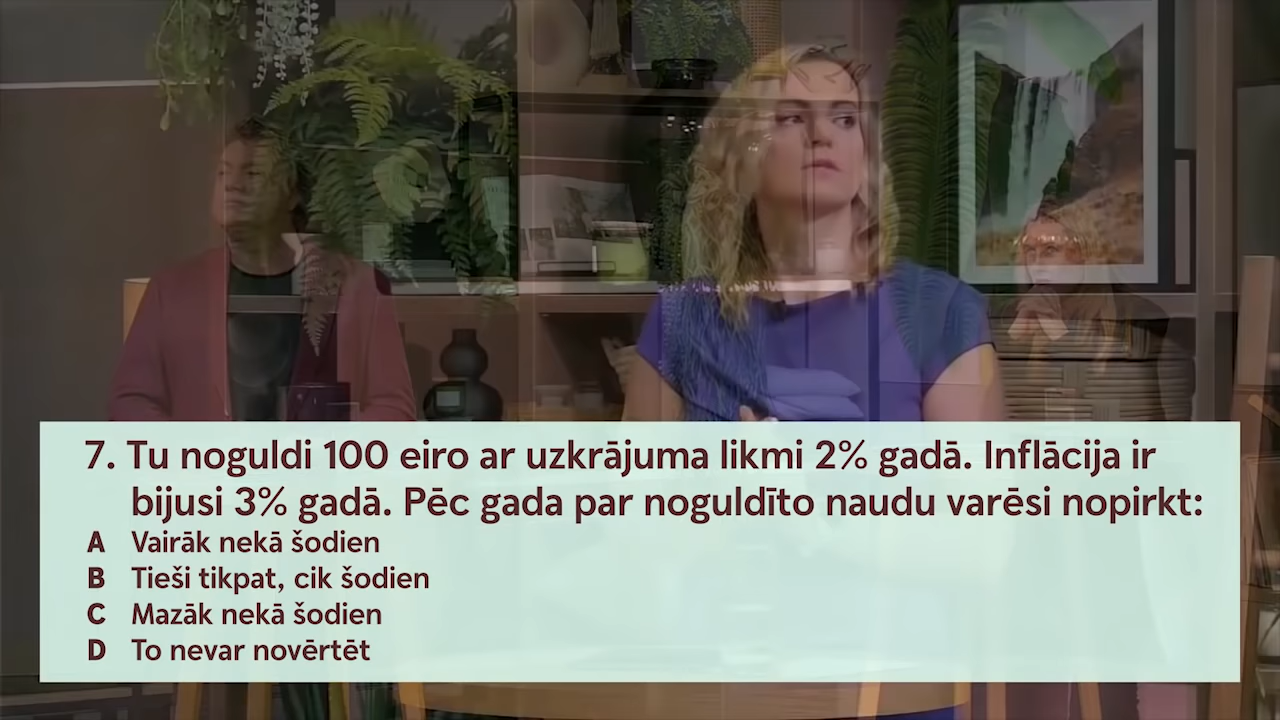 7. Tu noguldi 100 eiro ar uzkrājuma likmi 2% gadā. Inflācija ir
bijusi 3% gadā. Pēc gada par noguldīto naudu varēsi nopirkt:
A Vairāk nekā šodien
B Tieši tikpat, cik šodien
C Mazāk nekā šodien
D To nevar novērtēt